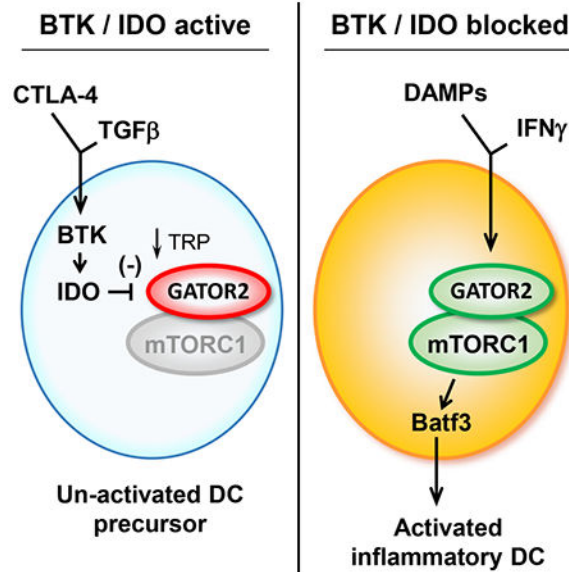 BTK / IDO active
CTLA-4
TGFβ
BTK
↓ TRP
(-)
IDO
GATOR2
mTORC1
Un-activated DC
precursor
BTK / IDO blocked
DAMPs
IFNγ
GATOR2
mTORC1
Batf3
Activated
inflammatory DC